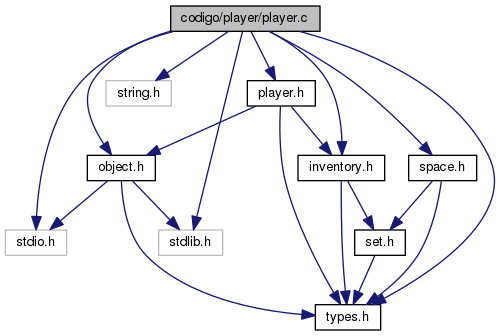 codigo/player/player.c
string.h
player.h
object.h
inventory.h
space.h
stdio.h
stdlib.h
set.h
types.h